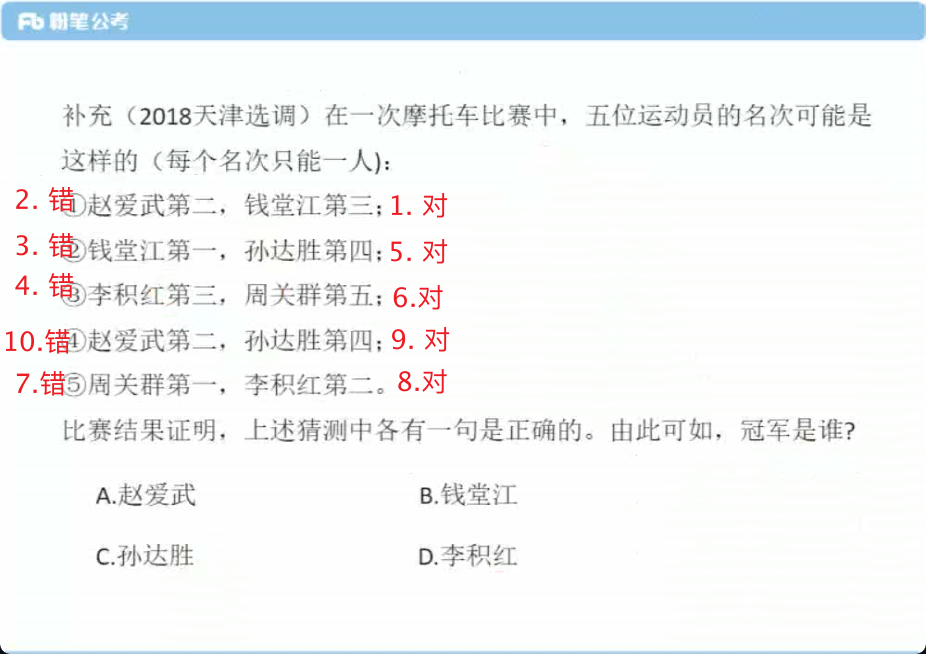 Fb 粉笔公考
补充（2018天津选调）在一次摩托车比赛中，五位运动员的名次可能是
这样的（每个名次只能一人）：
2. 错 ①赵爱武第二，钱堂江第三；1. 对
3. 错 ②钱堂江第一，孙达胜第四；5. 对
4. 错 ③李积红第三，周关群第五；6.对
10.错 ④赵爱武第二，孙达胜第四；9. 对
7.错 ⑤周关群第一，李积红第二。8.对
比赛结果证明，上述猜测中各有一句是正确的。由此可如，冠军是谁?
A.赵爱武 B.钱堂江
C.孙达胜 D.李积红